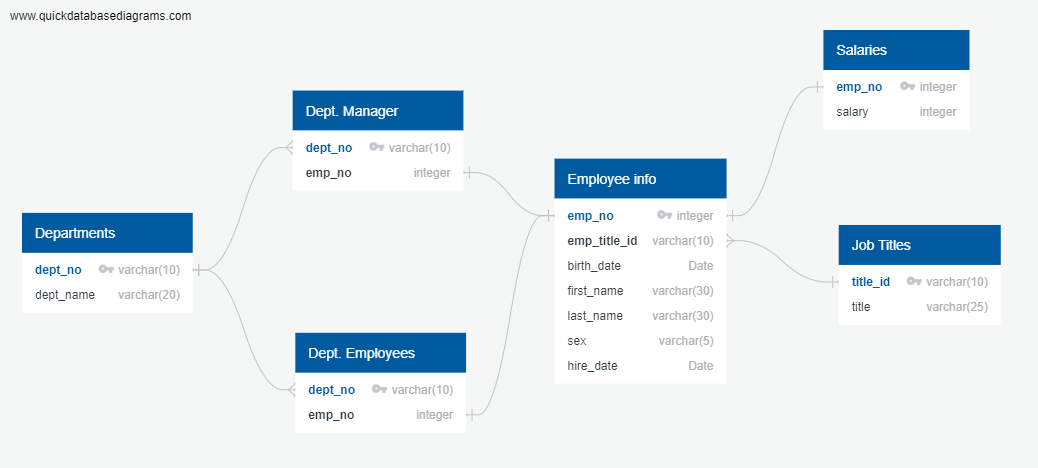 www.quickdatabasediagrams.com
Departments
dept_no varchar(10)
dept_name varchar(20)
Dept. Manager
dept_no varchar(10)
emp_no integer
Dept. Employees
dept_no varchar(10)
emp_no integer
Employee info
emp_no integer
emp_title_id varchar(10)
birth_date Date
first_name varchar(30)
last_name varchar(30)
sex varchar(5)
hire_date Date
Salaries
emp_no integer
salary integer
Job Titles
title_id varchar(10)
title varchar(25)